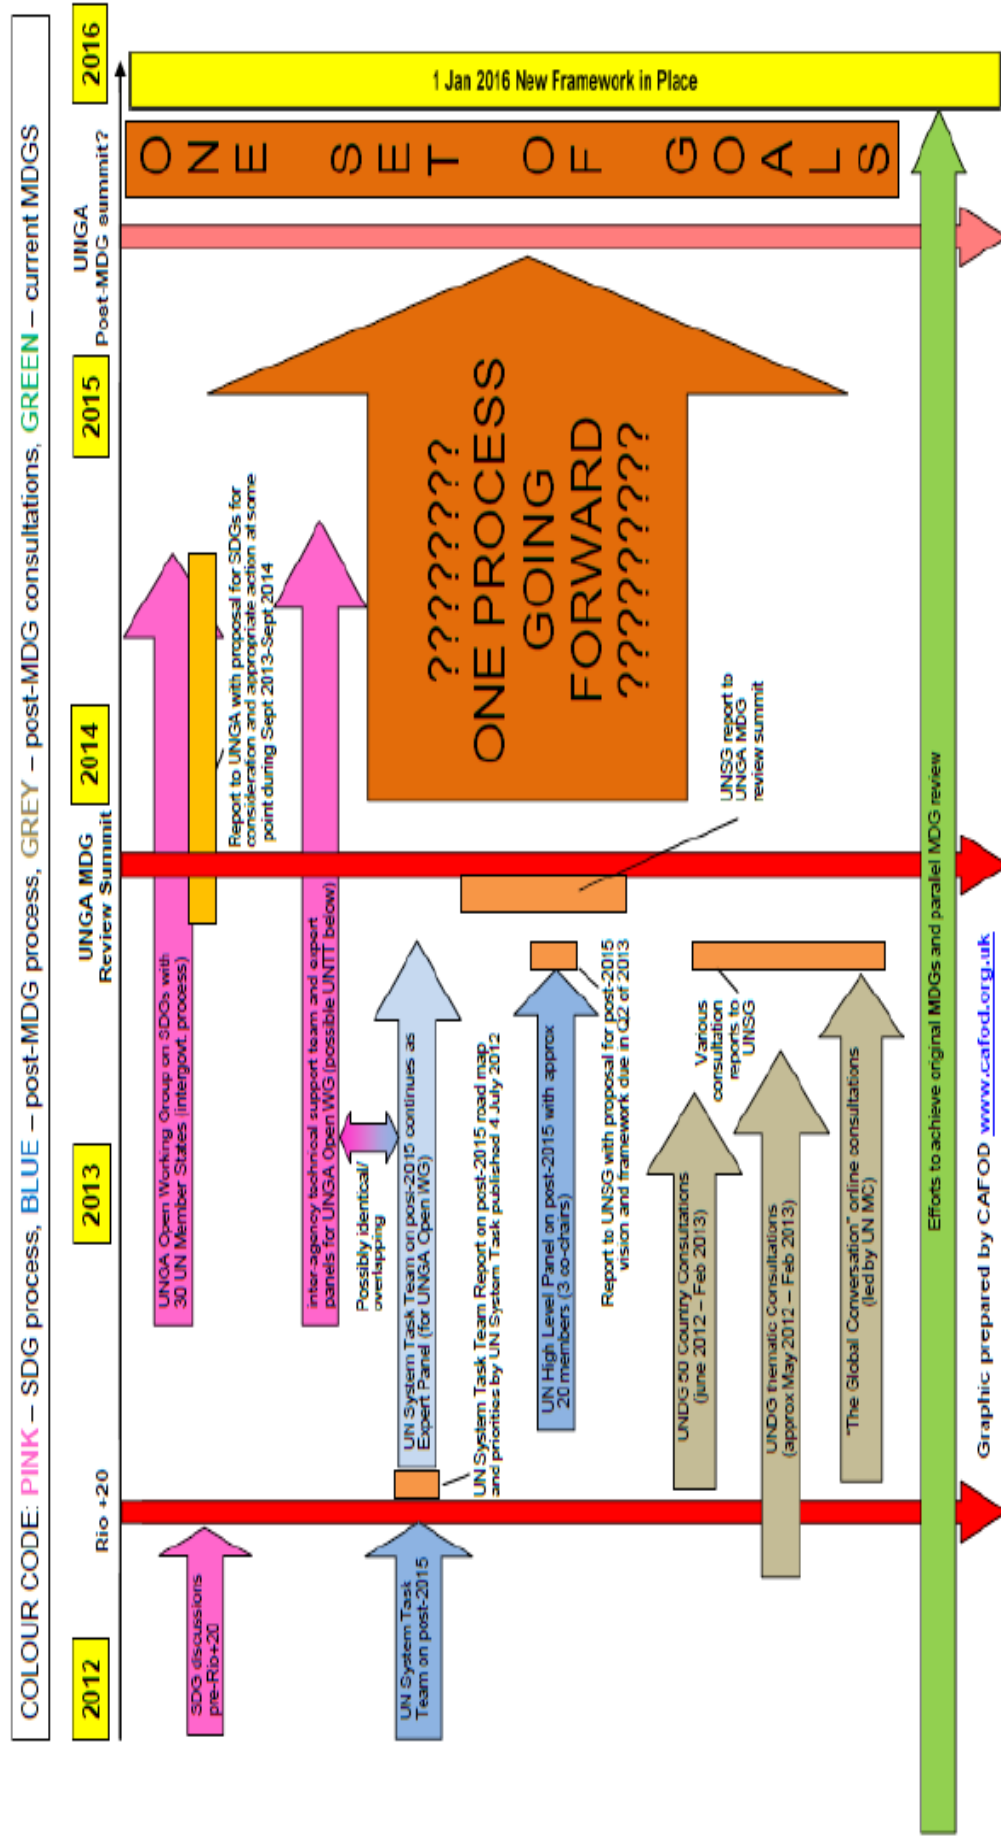 COLOUR CODE: PINK – SDG process, BLUE – post-MDG process, GREY – post-MDG consultations, GREEN – current MDGS
2012
Rio +20
2013
UNGA MDG
Review Summit
2014
2015
UNGA
Post-MDG summit?
2016
SDG discussions
pre-Rio+20
UNGA Open Working Group on SDGs with
30 UN Member States (intergovt. process)
Report to UNGA with proposal for SDGs for
consideration and appropriate action at some
point during Sept 2013-Sept 2014
inter-agency technical support team and expert
panels for UNGA Open WG (possible UNTT below)
Possibly identical/
overlapping
UN System Task
Team on post-2015
UN System Task Team on post-2015 continues as
Expert Panel (for UNGA Open WG)
UN System Task Team Report on post-2015 road map
and priorities by UN System Task published 4 July 2012
UN High Level Panel on post-2015 with approx
20 members (3 co-chairs)
Report to UNSG with proposal for post-2015
vision and framework due in Q2 of 2013
UNSG report to
UNGA MDG
review summit
???????
ONE PROCESS
GOING
FORWARD
????????
ONE SET OF GOALS
1 Jan 2016 New Framework in Place
UNDG 50 Country Consultations
(june 2012 – Feb 2013)
Various
consultation
reports to
UNSG
UNDG thematic Consultations
(approx May 2012 – Feb 2013)
"The Global Conversation" online consultations
(led by UN MC)
Efforts to achieve original MDGs and parallel MDG review
Graphic prepared by CAFOD www.cafod.org.uk